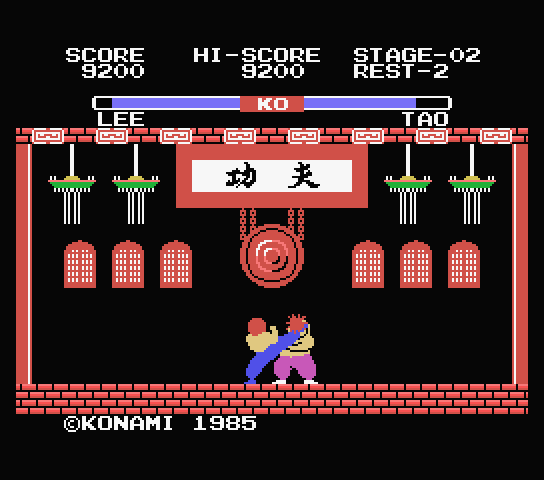 SCORE HI-SCORE STAGE-02
9200 9200 REST-2
KO
LEE TAO
功 夫
©KONAMI 1985